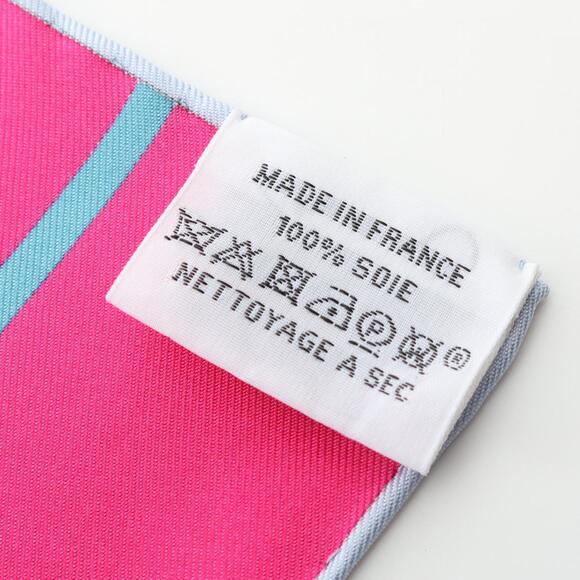 MADE IN FRANCE
100% SOIE
P W ®
NETTOYAGE A SEC